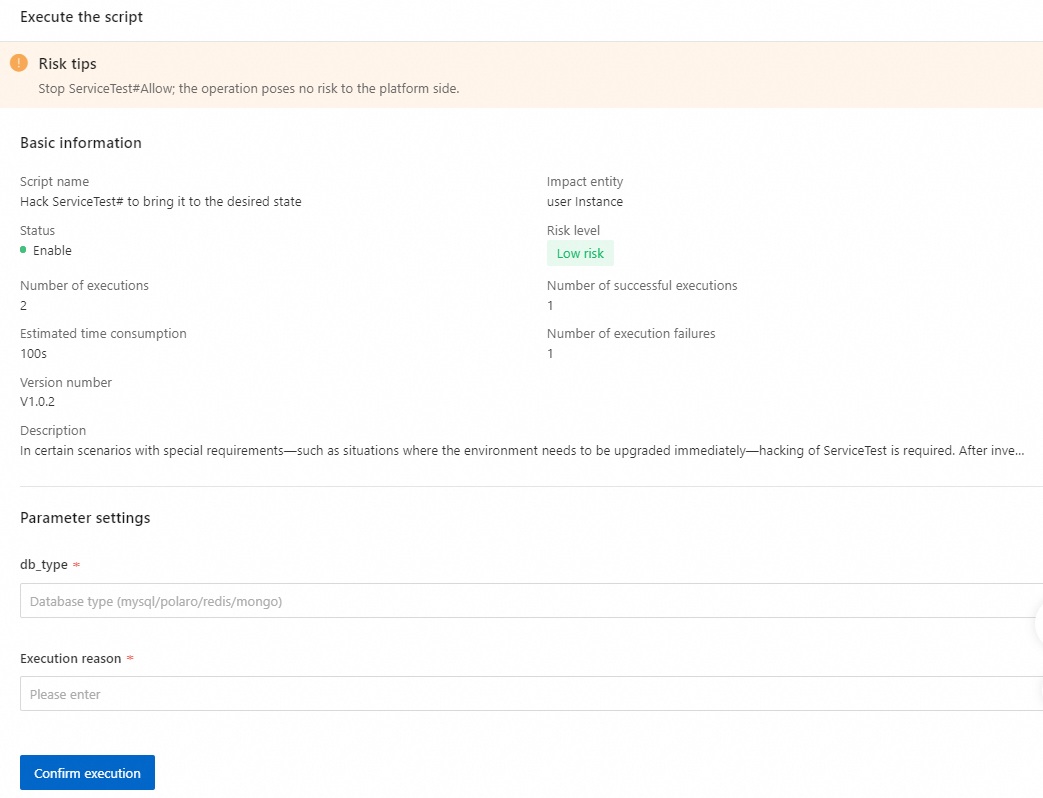 Execute the script
Risk tips
Stop ServiceTest#Allow; the operation poses no risk to the platform side.
Basic information
Script name
Hack ServiceTest# to bring it to the desired state
Impact entity
user Instance
Status
Enable
Risk level
Low risk
Number of executions
2
Number of successful executions
1
Estimated time consumption
100s
Number of execution failures
1
Version number
V1.0.2
Description
In certain scenarios with special requirements—such as situations where the environment needs to be upgraded immediately—hacking of ServiceTest is required. After inve...
Parameter settings
db_type *
Database type (mysql/polaro/redis/mongo)
Execution reason *
Please enter
Confirm execution